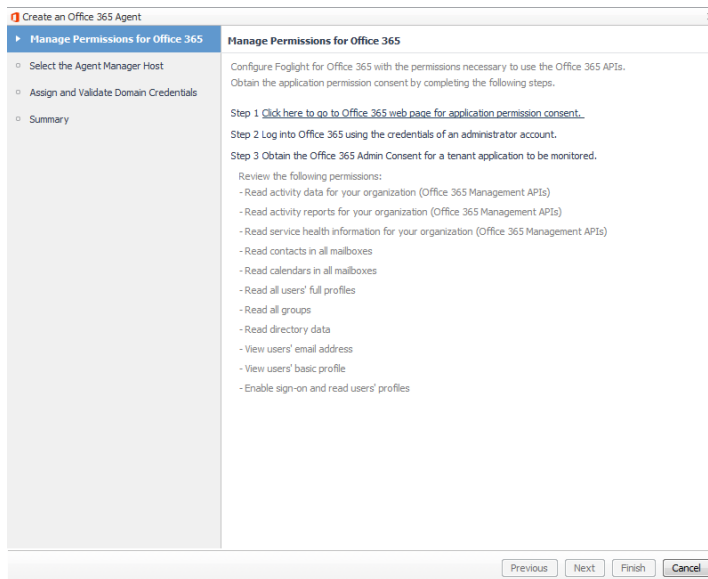 Create an Office 365 Agent
Manage Permissions for Office 365
Select the Agent Manager Host
Assign and Validate Domain Credentials
Summary
Manage Permissions for Office 365
Configure Foglight for Office 365 with the permissions necessary to use the Office 365 APIs.
Obtain the application permission consent by completing the following steps.
Step 1 Click here to go to Office 365 web page for application permission consent.
Step 2 Log into Office 365 using the credentials of an administrator account.
Step 3 Obtain the Office 365 Admin Consent for a tenant application to be monitored.
Review the following permissions:
- Read activity data for your organization (Office 365 Management APIs)
- Read activity reports for your organization (Office 365 Management APIs)
- Read service health information for your organization (Office 365 Management APIs)
- Read contacts in all mailboxes
- Read calendars in all mailboxes
- Read all users' full profiles
- Read all groups
- Read directory data
- View users' email address
- View users' basic profile
- Enable sign-on and read users' profiles
Previous Next Finish Cancel